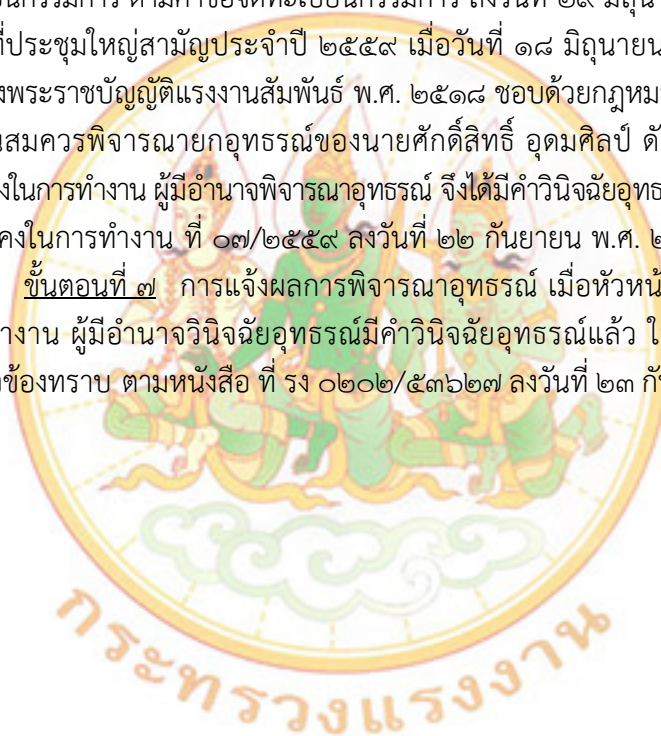 ยนกรรมการ ตามคำขอจดทะเบียนกรรมการ ลงวันที่ ๒๙ มิถุน
ที่ประชุมใหญ่สามัญประจำปี ๒๕๕๙ เมื่อวันที่ ๑๘ มิถุนายน
งพระราชบัญญัติแรงงานสัมพันธ์ พ.ศ. ๒๕๑๘ ชอบด้วยกฎหม
นสมควรพิจารณายกอุทธรณ์ของนายศักดิ์สิทธิ์ อุดมศิลป์ ดั
งในการทำงาน ผู้มีอำนาจพิจารณาอุทธรณ์ จึงได้มีคำวินิจฉัยอุทธ
คงในการทำงาน ที่ ๐๗/๒๕๕๙ ลงวันที่ ๒๒ กันยายน พ.ศ. ๒
ขั้นตอนที่ ๗ การแจ้งผลการพิจารณาอุทธรณ์ เมื่อหัวหน้
างาน ผู้มีอำนาจวินิจฉัยอุทธรณ์มีคำวินิจฉัยอุทธรณ์แล้ว ใ
ข้องทราบ ตามหนังสือ ที่ รง ๐๒๐๒/๕๓๖๒๗ ลงวันที่ ๒๓ กั
กระทรวงแรงงาน